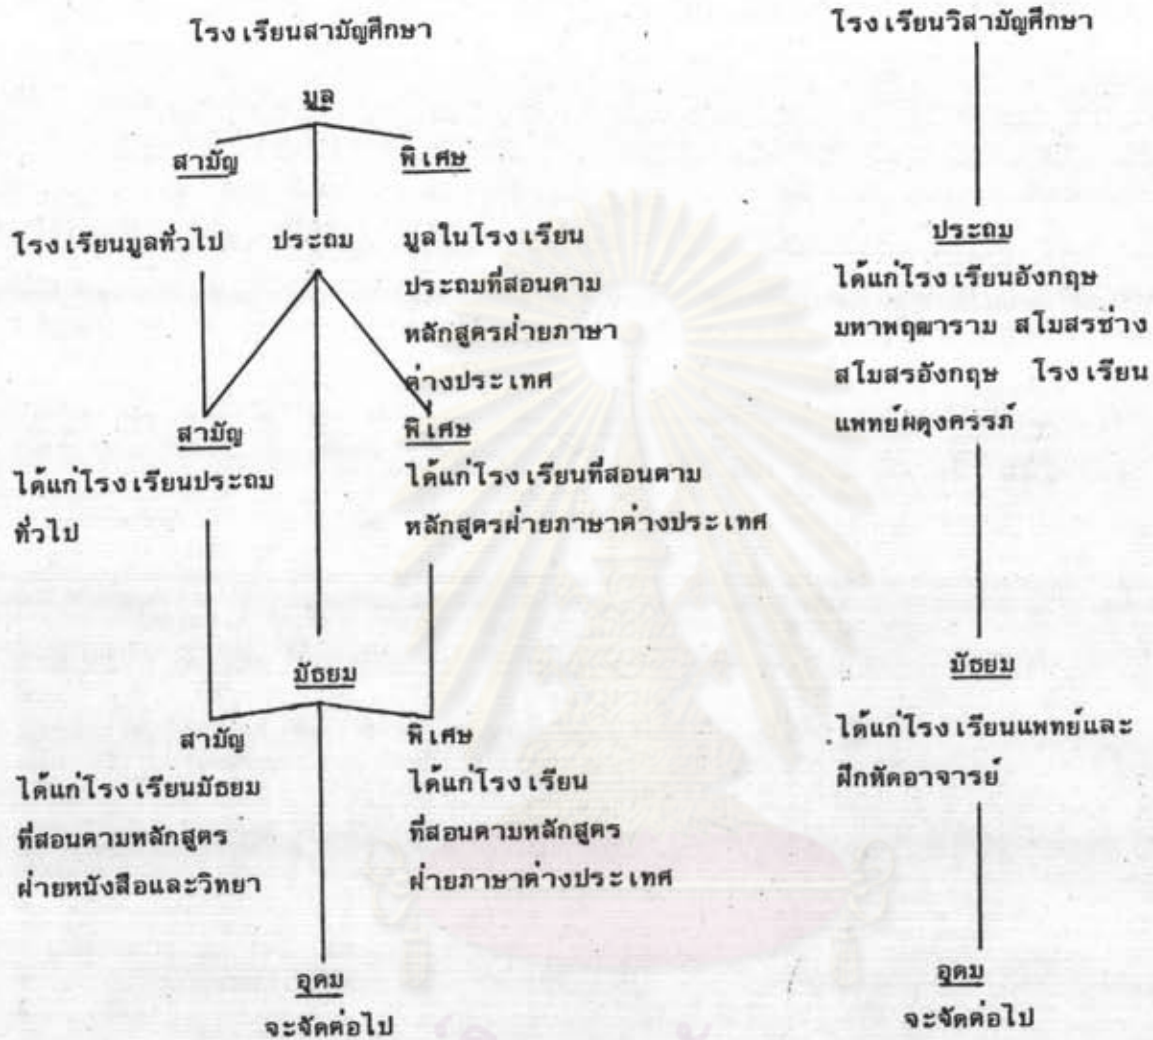 โรงเรียนสามัญศึกษา
มูล
สามัญ
พิเศษ
โรงเรียนมูลทั่วไป
ประถม
มูลในโรงเรียน
ประถมที่สอนตาม
หลักสูตรฝ่ายภาษา
ต่างประเทศ
สามัญ
พิเศษ
ได้แก่โรงเรียนประถม
ทั่วไป
ได้แก่โรงเรียนที่สอนตาม
หลักสูตรฝ่ายภาษาต่างประเทศ
มัธยม
สามัญ
พิเศษ
ได้แก่โรงเรียนมัธยม
ที่สอนตามหลักสูตร
ฝ่ายหนังสือและวิทยา
ได้แก่โรงเรียน
ที่สอนตามหลักสูตร
ฝ่ายภาษาต่างประเทศ
อุดม
จะจัดต่อไป
โรงเรียนวิสามัญศึกษา
ประถม
ได้แก่โรงเรียนอังกฤษ
มหาพฤฒาราม สโมสรช่าง
สโมสรอังกฤษ โรงเรียน
แพทย์ผดุงครรภ์
มัธยม
ได้แก่โรงเรียนแพทย์และ
ฝึกหัดอาจารย์
อุดม
จะจัดต่อไป